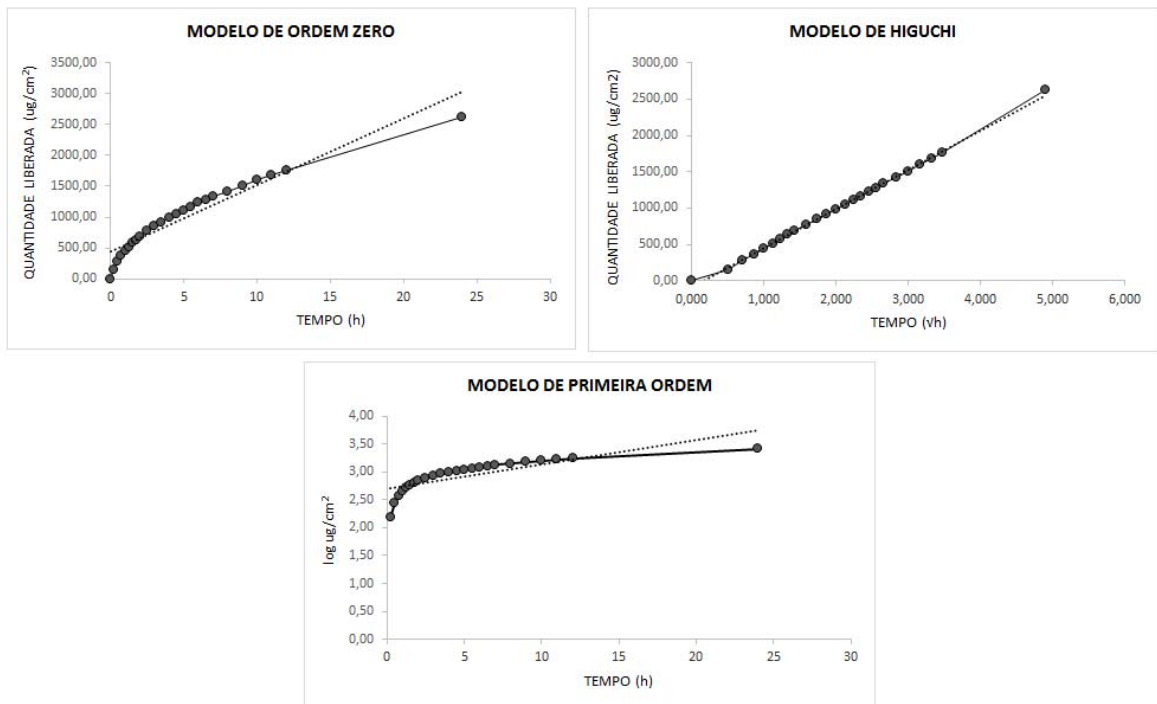 MODELO DE ORDEM ZERO
QUANTIDADE LIBERADA (ug/cm²)
3500,00
3000,00
2500,00
2000,00
1500,00
1000,00
500,00
0,00
0 5 10 15 20 25 30
TEMPO (h)
MODELO DE HIGUCHI
QUANTIDADE LIBERADA (ug/cm2)
3000,00
2500,00
2000,00
1500,00
1000,00
500,00
0,00
0,000 1,000 2,000 3,000 4,000 5,000 6,000
TEMPO (√h)
MODELO DE PRIMEIRA ORDEM
log ug/cm²
4,00
3,50
3,00
2,50
2,00
1,50
1,00
0,50
0,00
0 5 10 15 20 25 30
TEMPO (h)